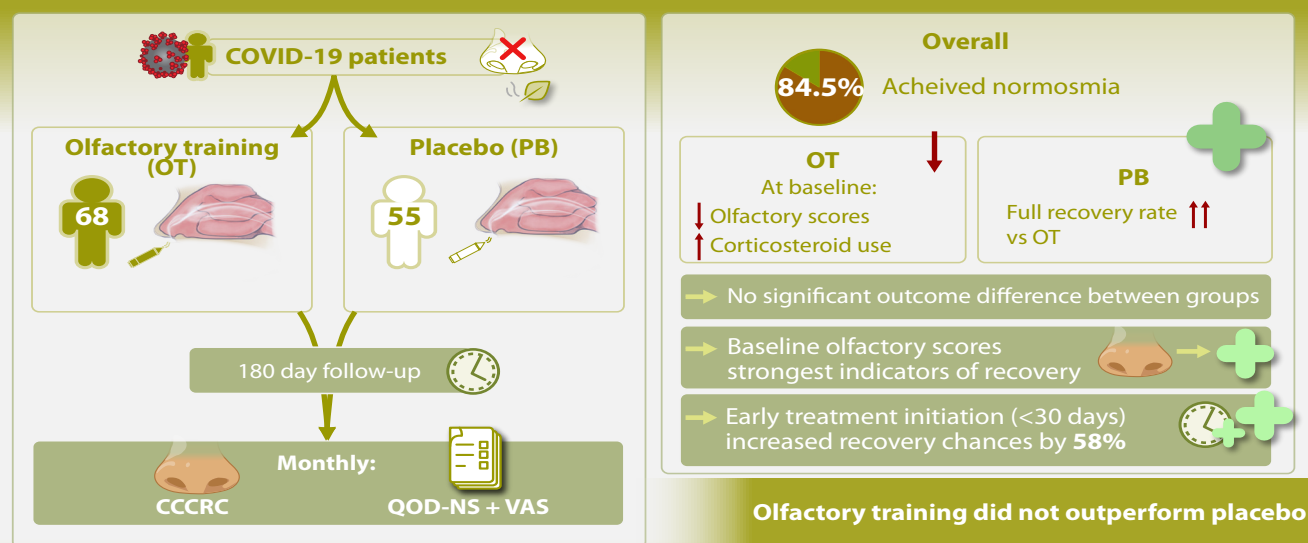 COVID-19 patients
Olfactory training
(OT)
68
Placebo (PB)
55
180 day follow-up
Monthly:
CCCRC
QOD-NS + VAS
Overall
84.5%
Acheived normosmia
OT
At baseline:
↓ Olfactory scores
↑ Corticosteroid use
PB
Full recovery rate ↑↑
vs OT
No significant outcome difference between groups
Baseline olfactory scores
strongest indicators of recovery
Early treatment initiation (<30 days)
increased recovery chances by 58%
Olfactory training did not outperform placebo